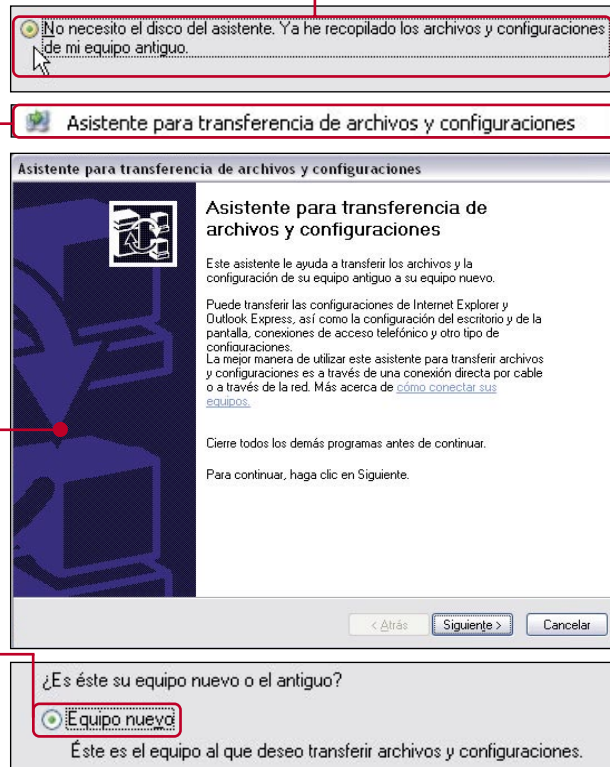 No necesito el disco del asistente. Ya he recopilado los archivos y configuraciones
de mi equipo antiguo.
Asistente para transferencia de archivos y configuraciones
Asistente para transferencia de archivos y configuraciones
Asistente para transferencia de
archivos y configuraciones
Este asistente le ayuda a transferir los archivos y la
configuración de su equipo antiguo a su equipo nuevo.
Puede transferir las configuraciones de Internet Explorer y
Outlook Express, así como la configuración del escritorio y de la
pantalla, conexiones de acceso telefónico y otro tipo de
configuraciones.
La mejor manera de utilizar este asistente para transferir archivos
y configuraciones es a través de una conexión directa por cable
o a través de la red. Más acerca de cómo conectar sus
equipos.
Cierre todos los demás programas antes de continuar.
Para continuar, haga clic en Siguiente.
< Atrás Siguiente > Cancelar
¿Es éste su equipo nuevo o el antiguo?
Equipo nuevo
Éste es el equipo al que deseo transferir archivos y configuraciones.